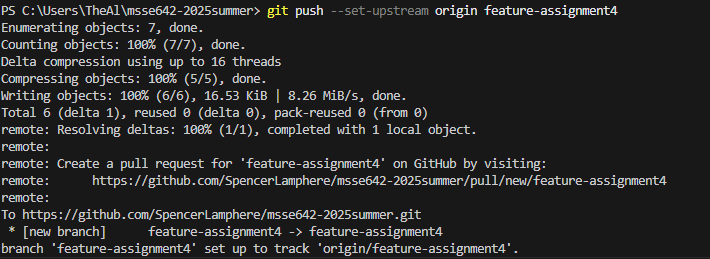 PS C:\Users\TheAl\msse642-2025summer> git push --set-upstream origin feature-assignment4
Enumerating objects: 7, done.
Counting objects: 100% (7/7), done.
Delta compression using up to 16 threads
Compressing objects: 100% (5/5), done.
Writing objects: 100% (6/6), 16.53 KiB | 8.26 MiB/s, done.
Total 6 (delta 1), reused 0 (delta 0), pack-reused 0 (from 0)
remote: Resolving deltas: 100% (1/1), completed with 1 local object.
remote:
remote: Create a pull request for 'feature-assignment4' on GitHub by visiting:
remote:      https://github.com/SpencerLamphere/msse642-2025summer/pull/new/feature-assignment4
remote:
To https://github.com/SpencerLamphere/msse642-2025summer.git
 * [new branch]      feature-assignment4 -> feature-assignment4
branch 'feature-assignment4' set up to track 'origin/feature-assignment4'.